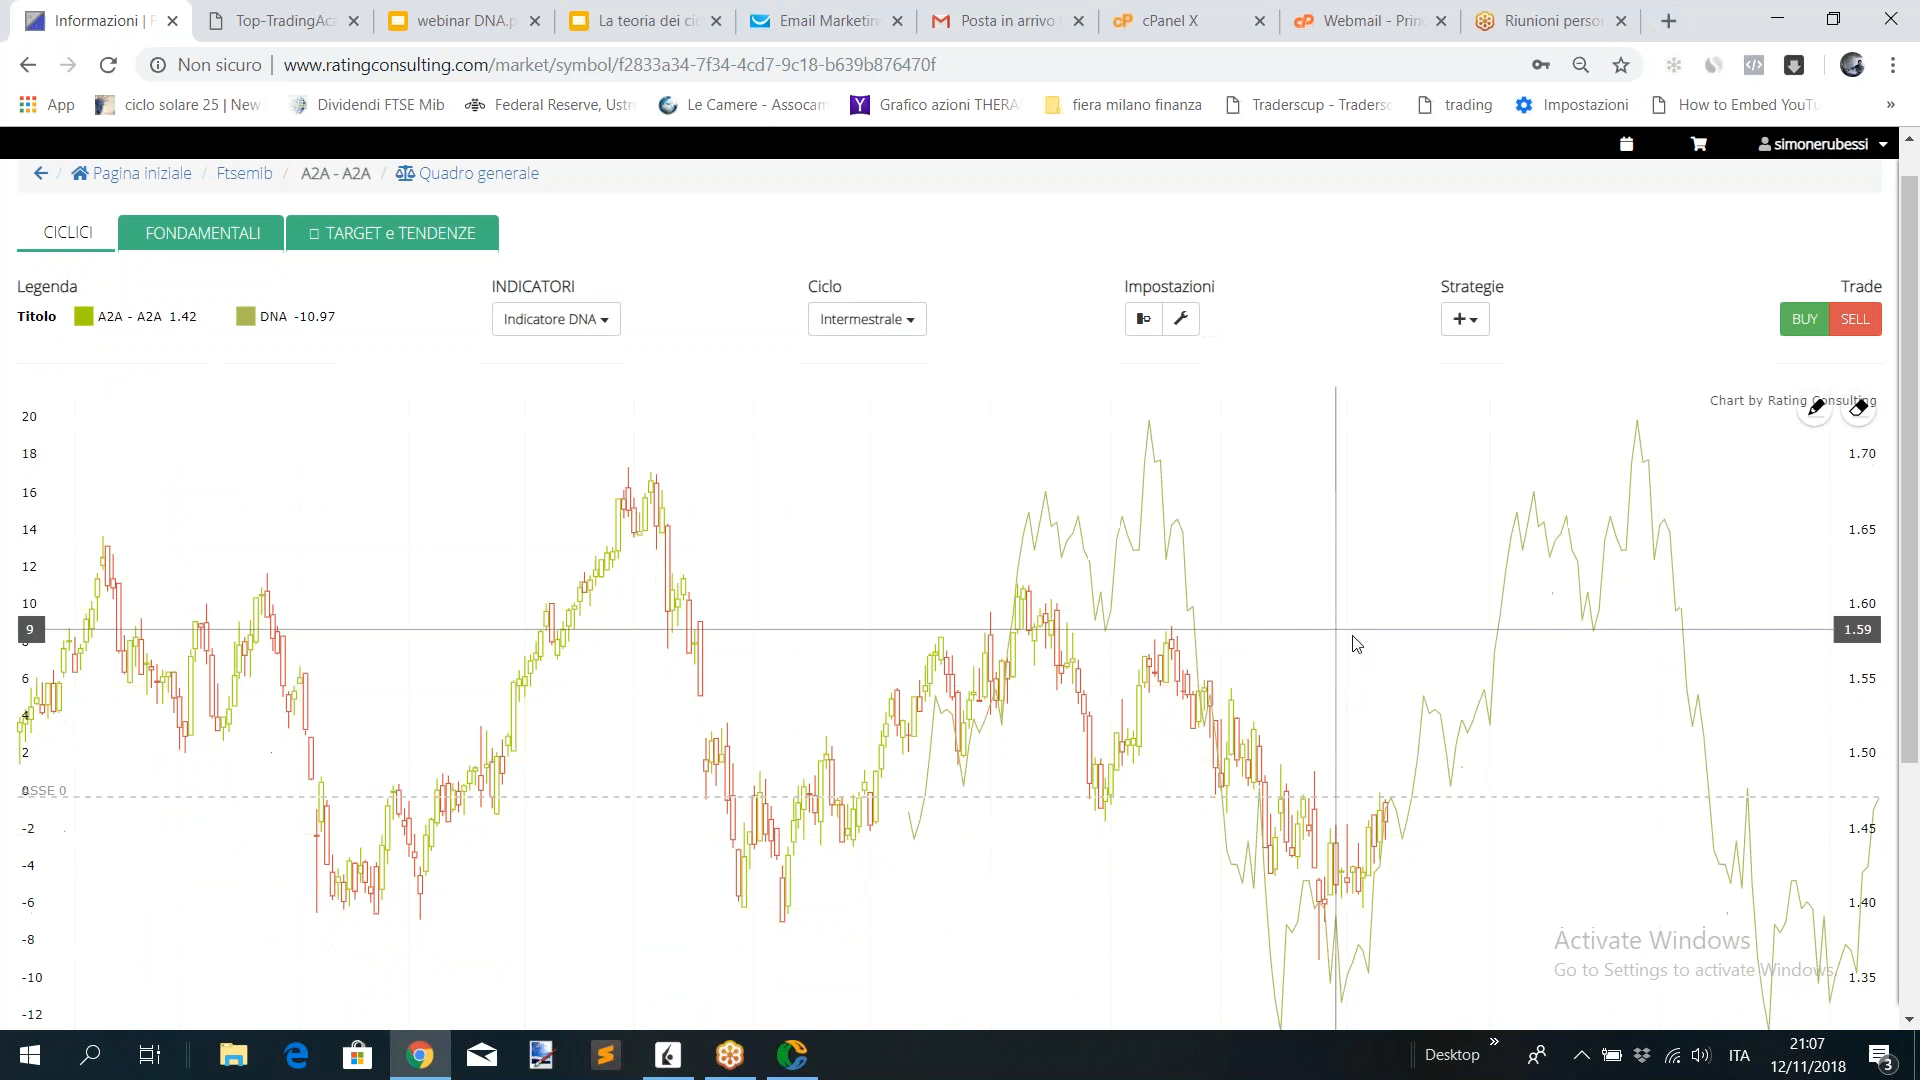 Informazioni | R
Top-TradingAca
webinar DNA.p
La teoria dei cic
Email Marketing
Posta in arrivo
cPanel X
Webmail - Princ
Riunioni perso
Non sicuro | www.ratingconsulting.com/market/symbol/f2833a34-7f34-4cd7-9c18-b639b876470f
App
ciclo solare 25 | New
Dividendi FTSE Mib
Federal Reserve, Ustr
Le Camere - Assocam
Grafico azioni THERA
fiera milano finanza
Traderscup - Tradersc
trading
Impostazioni
How to Embed YouTu
»
simonerubessi
/ Pagina iniziale / Ftsemib / A2A - A2A / Quadro generale
CICLICI
FONDAMENTALI
TARGET e TENDENZE
Legenda
INDICATORI
Ciclo
Impostazioni
Strategie
Trade
Titolo
A2A - A2A 1.42
DNA -10.97
Indicatore DNA
Intermestrale
+
BUY
SELL
Chart by Rating Consulting
20
18
16
14
12
10
9
6
4
2
0
ASSE 0
-2
-4
-6
-8
-10
-12
1.70
1.65
1.60
1.59
1.55
1.50
1.45
1.40
1.35
Activate Windows
Go to Settings to activate Windows.
Desktop
»
ITA
21:07
12/11/2018
3